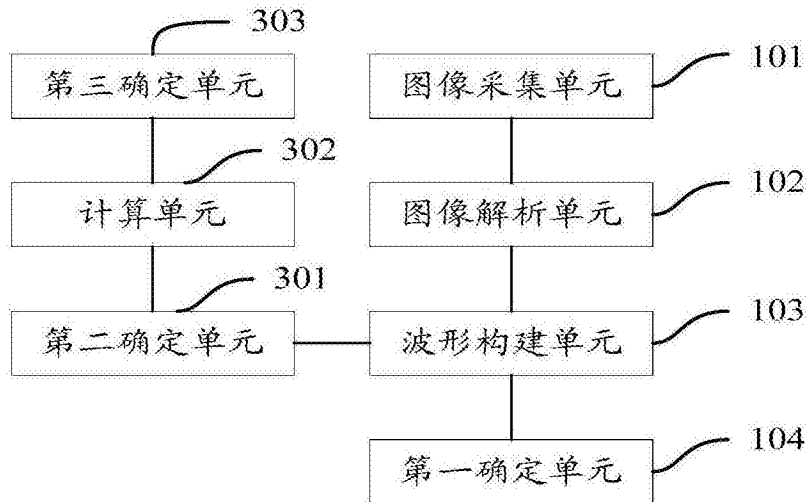 303
第三确定单元
302
计算单元
301
第二确定单元
101
图像采集单元
102
图像解析单元
103
波形构建单元
104
第一确定单元